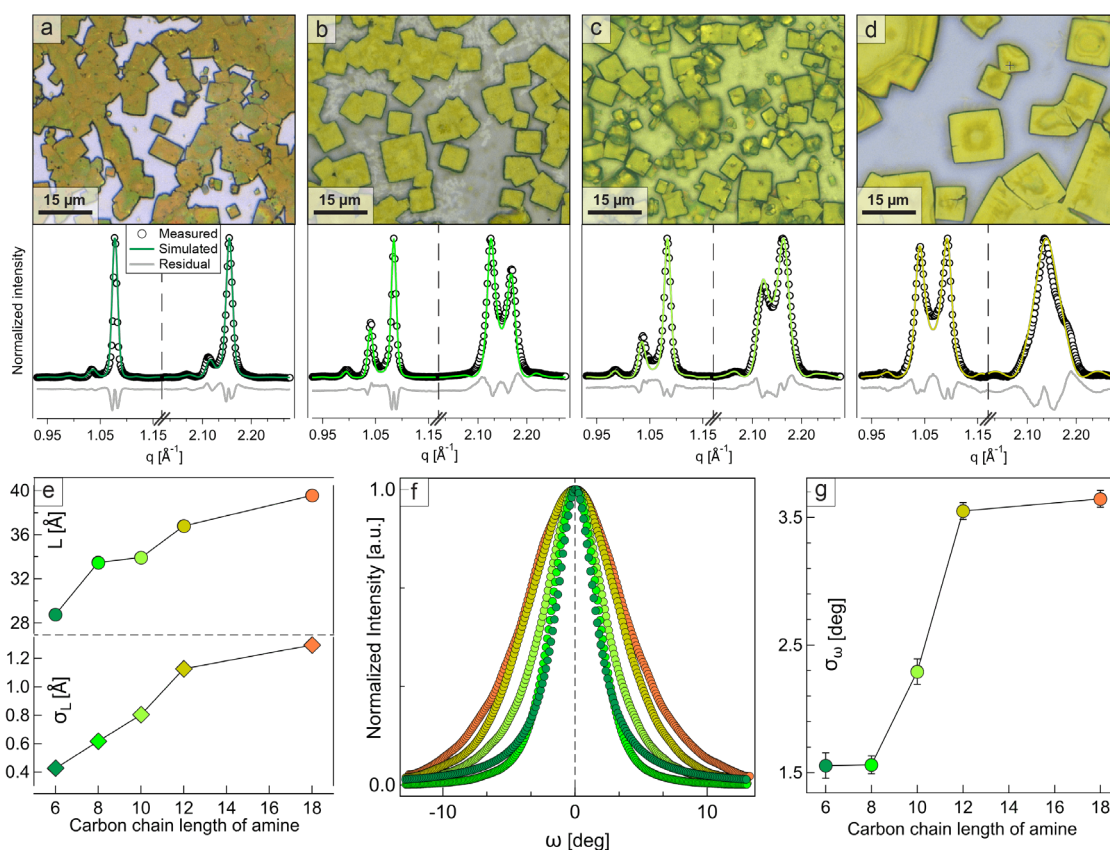 a
b
c
d
15 µm
15 µm
15 µm
15 µm
Normalized intensity
Measured
Simulated
Residual
0.95 1.05 1.15 2.10 2.20
0.95 1.05 1.15 2.10 2.20
0.95 1.05 1.15 2.10 2.20
0.95 1.05 1.15 2.10 2.20
q [Å⁻¹]
q [Å⁻¹]
q [Å⁻¹]
q [Å⁻¹]
e
L [Å]
40
36
32
28
σL [Å]
1.2
1.0
0.8
0.6
0.4
6 8 10 12 14 16 18
Carbon chain length of amine
f
Normalized Intensity [a.u.]
1.0
0.0
-10 0 10
ω [deg]
g
σω [deg]
3.5
2.5
1.5
6 8 10 12 14 16 18
Carbon chain length of amine